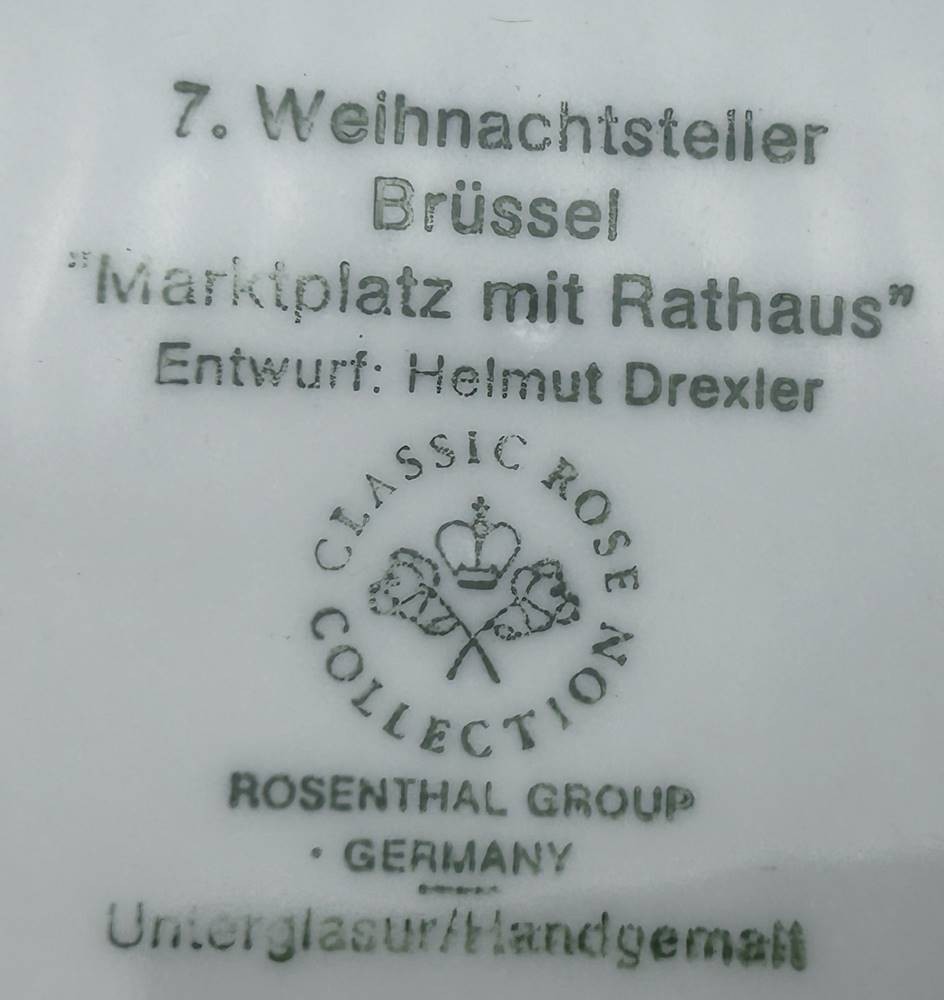 7. Weihnachtsteller
Brüssel
"Marktplatz mit Rathaus"
Entwurf: Helmut Drexler
CLASSIC ROSE
COLLECTION
ROSENTHAL GROUP
GERMANY
Unterglasur/Handgemalt